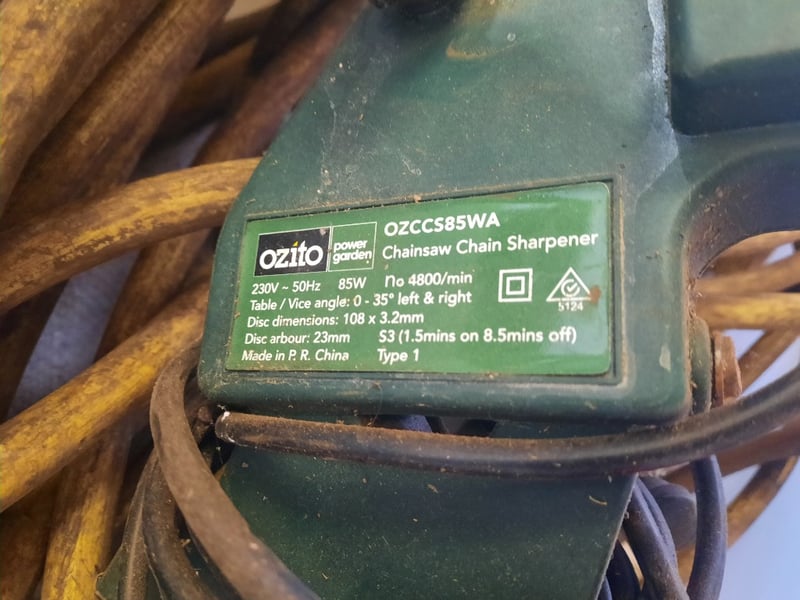 OZCCS85WA
ozito power garden Chainsaw Chain Sharpener
230V ~ 50Hz 85W no 4800/min
Table / Vice angle: 0 - 35° left & right
Disc dimensions: 108 x 3.2mm
Disc arbour: 23mm S3 (1.5mins on 8.5mins off)
Made in P. R. China Type 1
5124